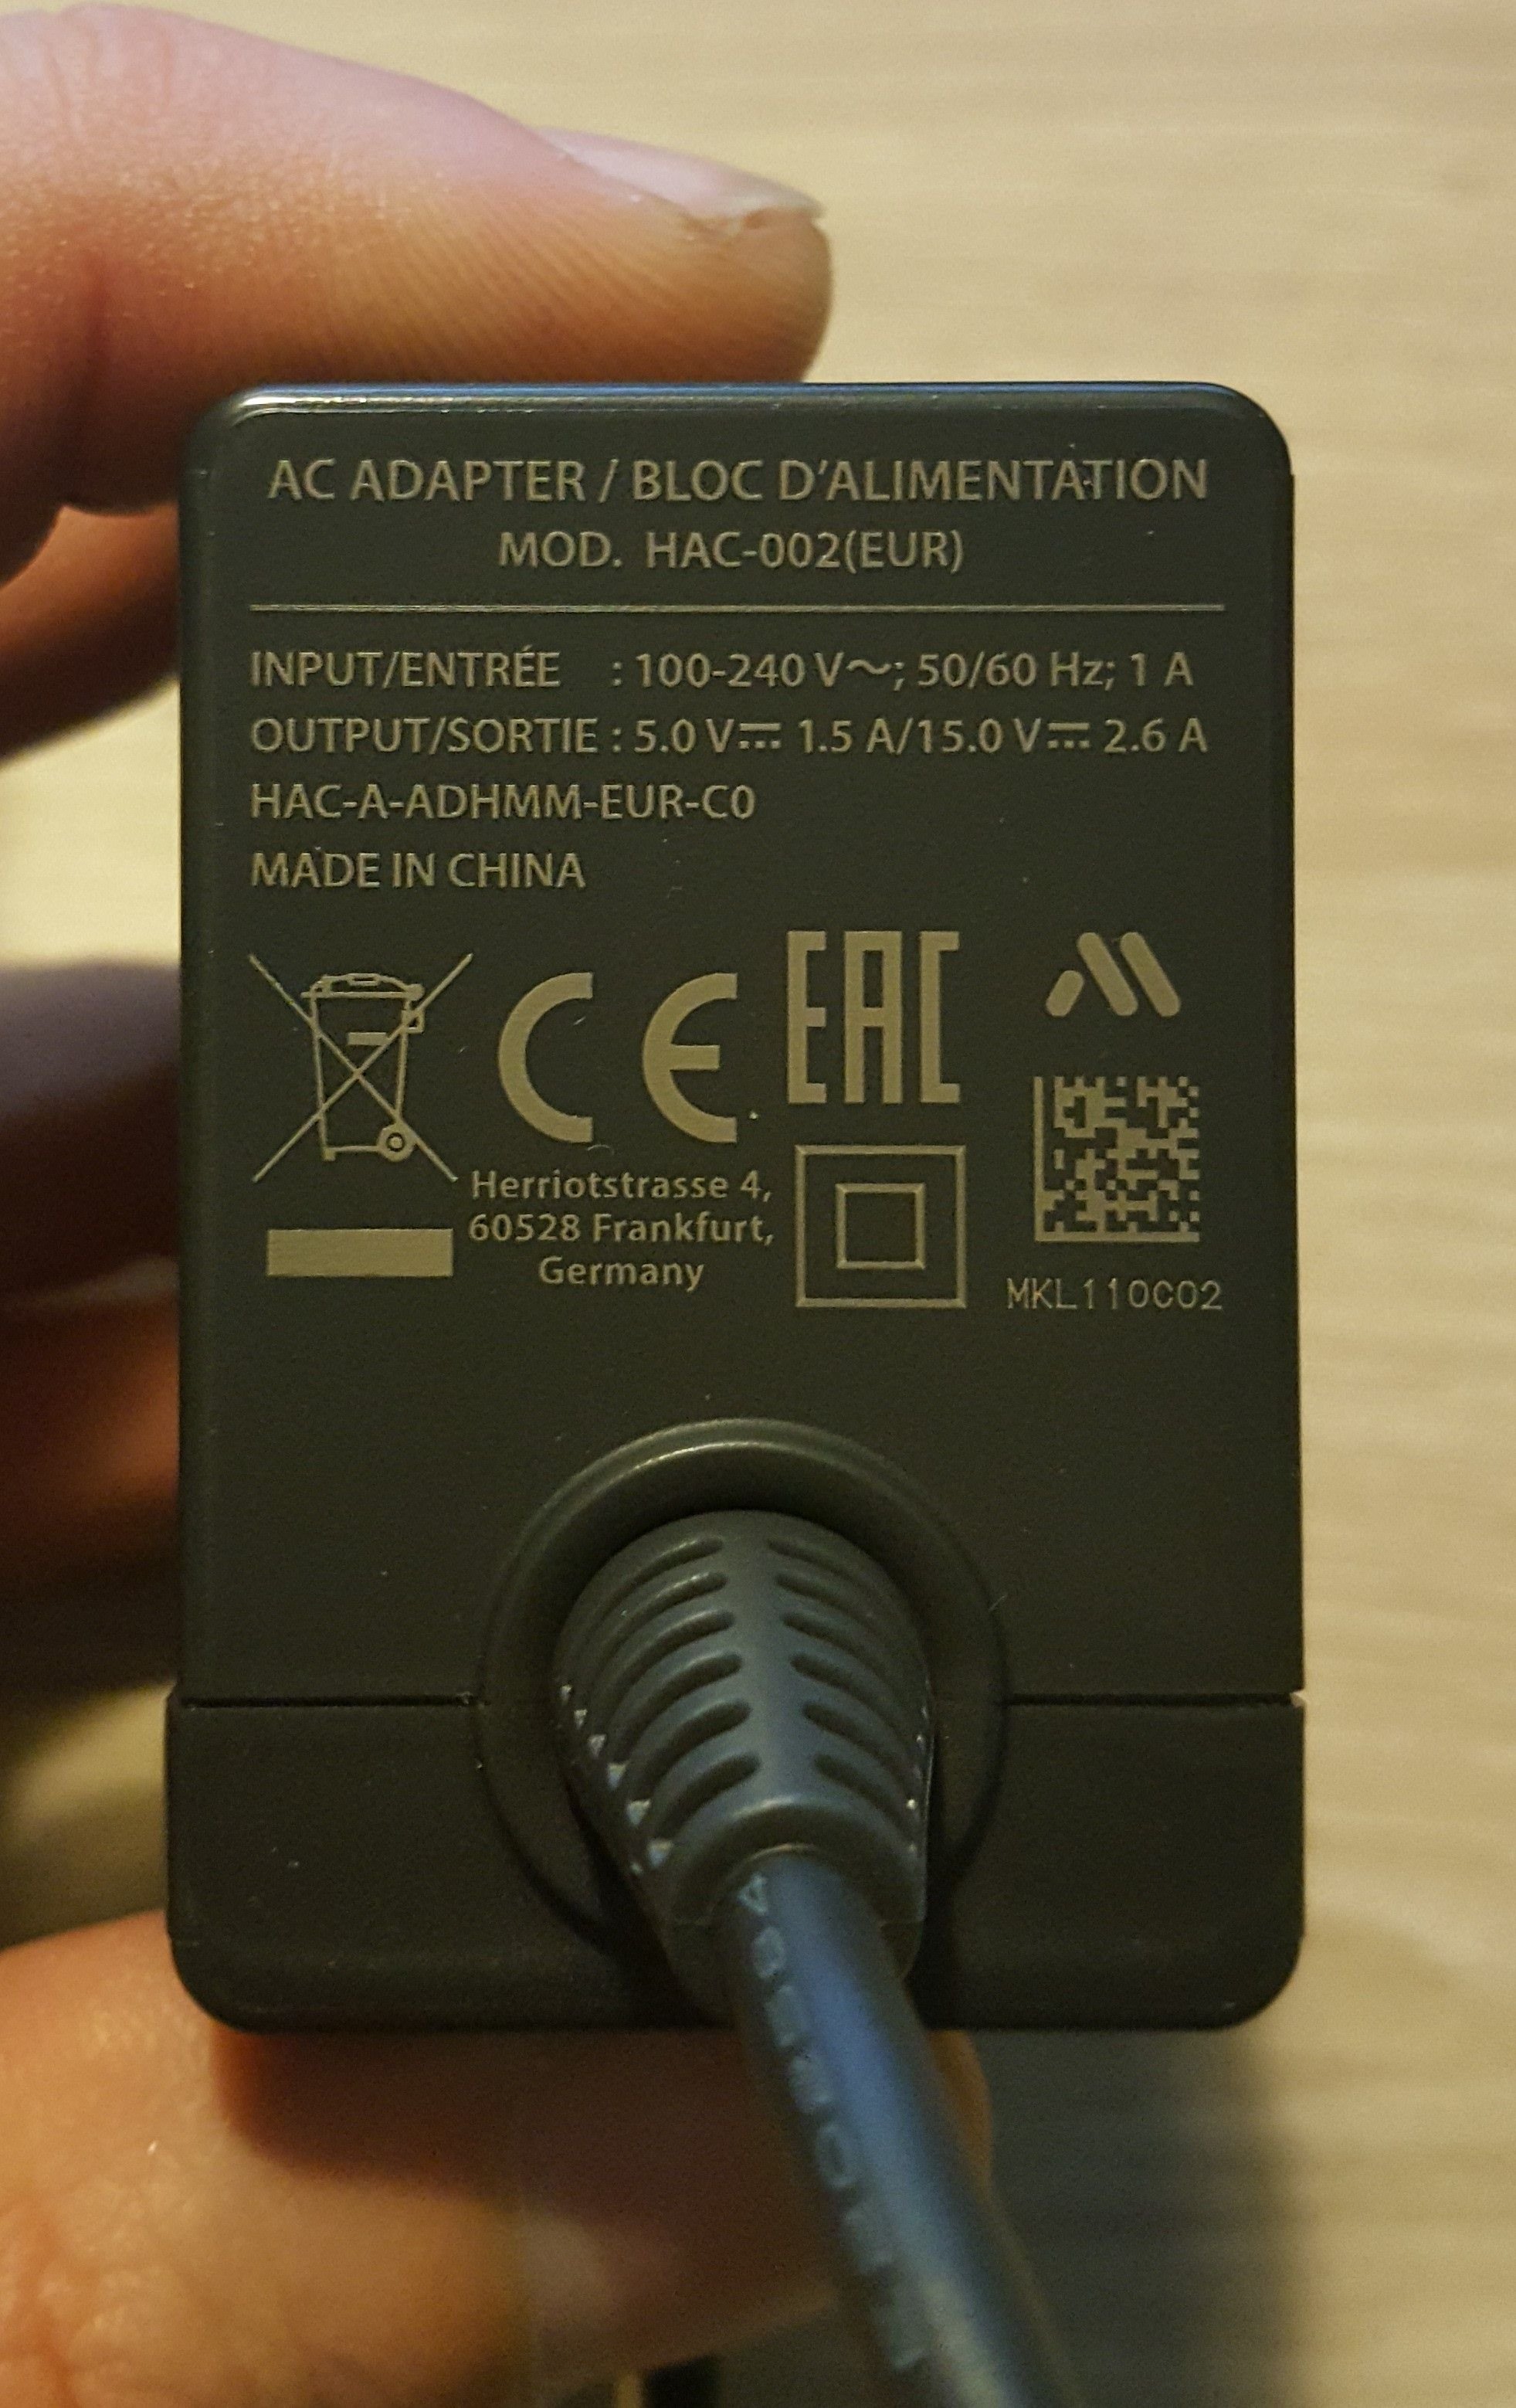 AC ADAPTER / BLOC D'ALIMENTATION
MOD. HAC-002(EUR)
INPUT/ENTRÉE : 100-240 V~; 50/60 Hz; 1 A
OUTPUT/SORTIE : 5.0 V⎓ 1.5 A/15.0 V⎓ 2.6 A
HAC-A-ADHMM-EUR-C0
MADE IN CHINA
CE
EAC
Herriotstrasse 4,
60528 Frankfurt,
Germany
MKL110C02